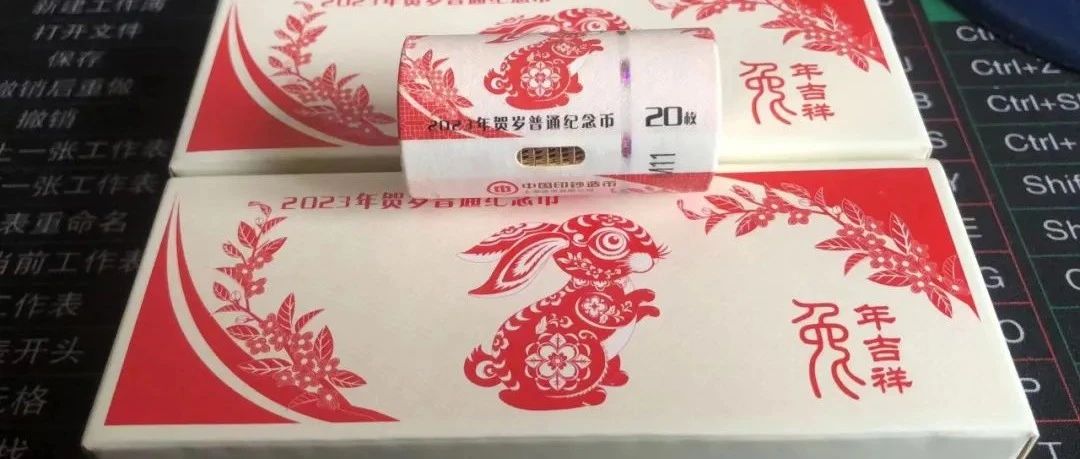 新建工作簿
打开文件
保存
撤销后重做
撤销
上一张工作表
一张工作表
表重命名
当前工作表
工作表
表开头
Ctrl+Z
Ctrl+S
Shif
Ctrl
Ctrl
Ctrl
2023年贺岁普通纪念币
兔年吉祥
2023年贺岁普通纪念币
20枚
中国印钞造币
M11
2023年贺岁普通纪念币
兔年吉祥